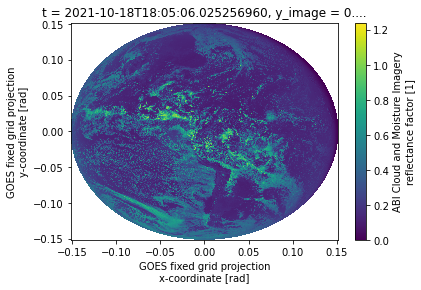 t = 2021-10-18T18:05:06.025256960, y_image = 0....
0.15
0.10
0.05
0.00
−0.05
−0.10
−0.15
GOES fixed grid projection
y-coordinate [rad]
−0.15 −0.10 −0.05 0.00 0.05 0.10 0.15
GOES fixed grid projection
x-coordinate [rad]
1.2
1.0
0.8
0.6
0.4
0.2
0.0
ABI Cloud and Moisture Imagery
reflectance factor [1]